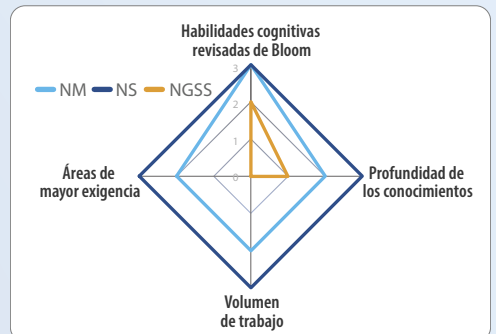 Habilidades cognitivas
revisadas de Bloom
3
NM NS NGSS
2
1
Áreas de
mayor exigencia
0
Profundidad de
los conocimientos
Volumen
de trabajo